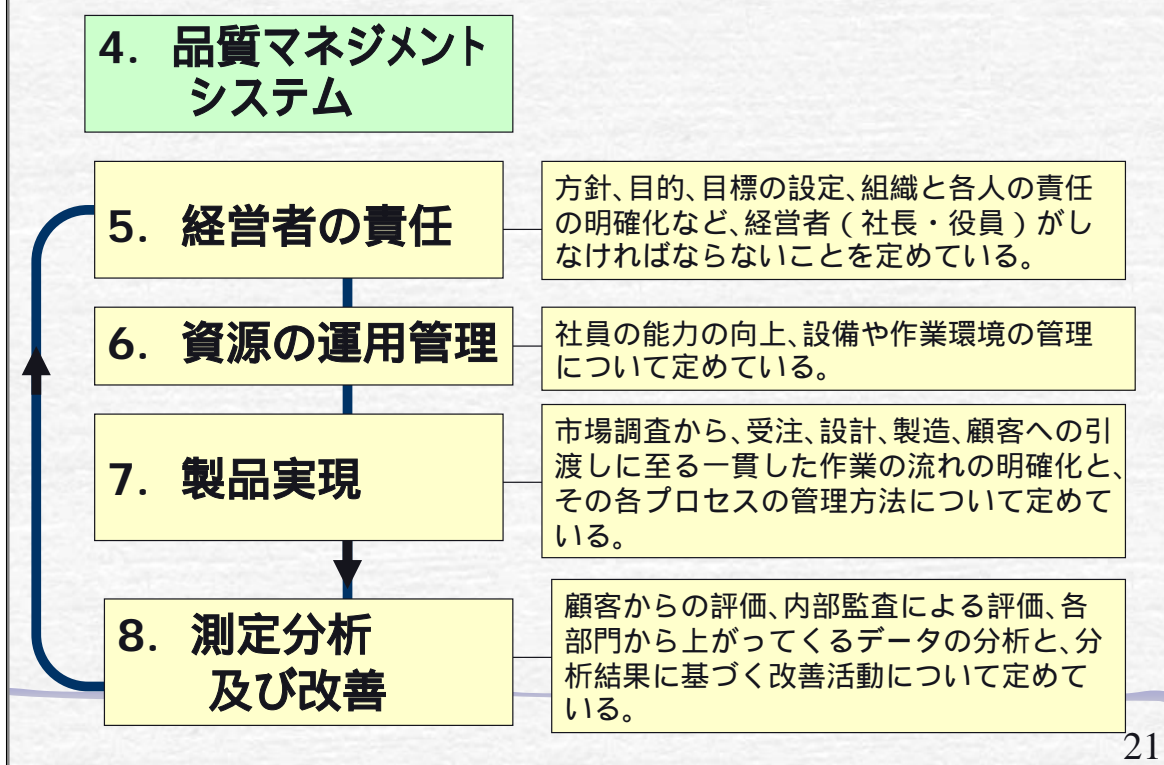 4. 品質マネジメント
システム
5. 経営者の責任
方針、目的、目標の設定、組織と各人の責任
の明確化など、経営者(社長・役員)がし
なければならないことを定めている。
6. 資源の運用管理
社員の能力の向上、設備や作業環境の管理
について定めている。
7. 製品実現
市場調査から、受注、設計、製造、顧客への引
渡しに至る一貫した作業の流れの明確化と、
その各プロセスの管理方法について定めて
いる。
8. 測定分析
及び改善
顧客からの評価、内部監査による評価、各
部門から上がってくるデータの分析と、分
析結果に基づく改善活動について定めて
いる。
21